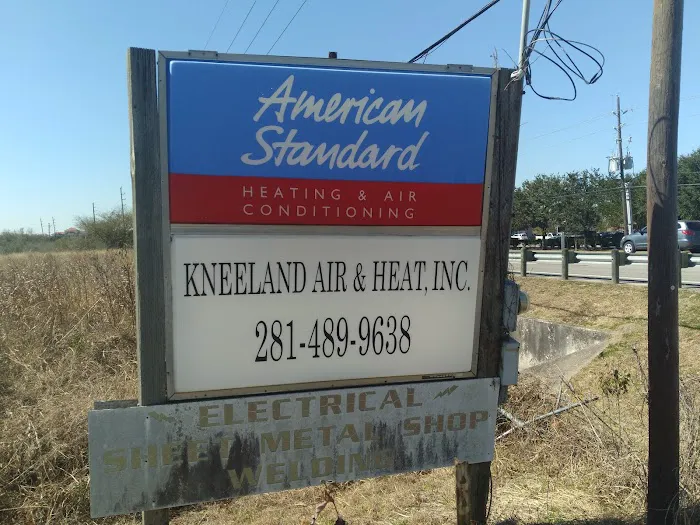 American
Standard
HEATING & AIR
CONDITIONING
KNEELAND AIR & HEAT, INC.
281-489-9638
ELECTRICAL
SHEET METAL SHOP
WELDING